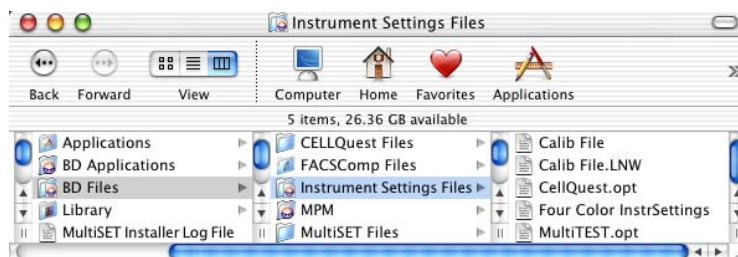 Instrument Settings Files
Back Forward View Computer Home Favorites Applications
5 items, 26.36 GB available
Applications CELLQuest Files Calib File
BD Applications FACSComp Files Calib File.LNW
BD Files Instrument Settings Files CellQuest.opt
Library MPM Four Color InstrSettings
MultiSET Installer Log File MultiSET Files MultiTEST.opt